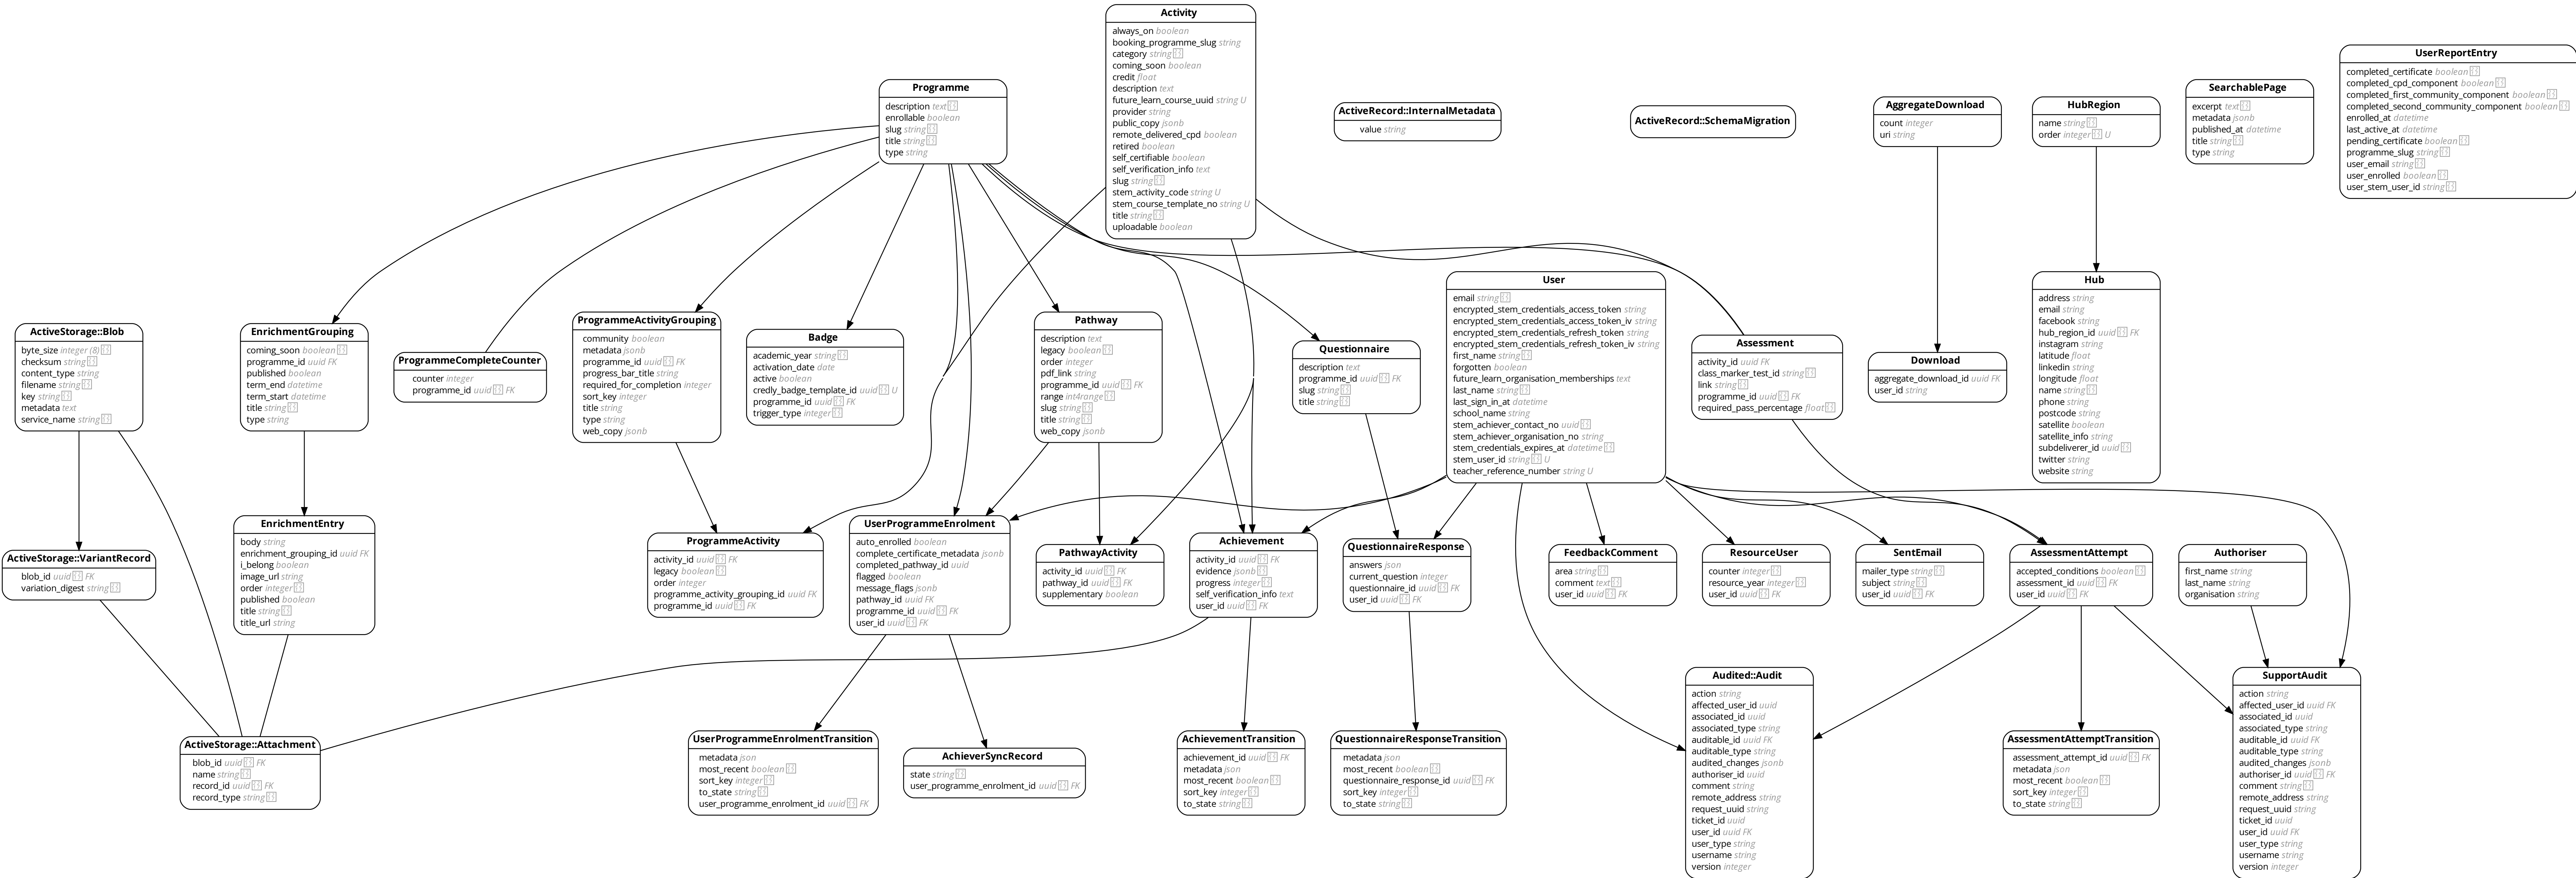 Activity
always_on boolean
booking_programme_slug string
category string
coming_soon boolean
credit float
description text
future_learn_course_uuid string U
provider string
public_copy jsonb
remote_delivered_cpd boolean
retired boolean
self_certifiable boolean
self_verification_info text
slug string
stem_activity_code string U
stem_course_template_no string U
title string
uploadable boolean
UserReportEntry
completed_certificate boolean
completed_cpd_component boolean
completed_first_community_component boolean
completed_second_community_component boolean
enrolled_at datetime
last_active_at datetime
pending_certificate boolean
programme_slug string
user_email string
user_enrolled boolean
user_stem_user_id string
Programme
description text
enrollable boolean
slug string
title string
type string
ActiveRecord::InternalMetadata
value string
ActiveRecord::SchemaMigration
AggregateDownload
count integer
uri string
HubRegion
name string
order integer U
SearchablePage
excerpt text
metadata jsonb
published_at datetime
title string
type string
ActiveStorage::Blob
byte_size integer (8)
checksum string
content_type string
filename string
key string
metadata text
service_name string
EnrichmentGrouping
coming_soon boolean
programme_id uuid FK
published boolean
term_end datetime
term_start datetime
title string
type string
ProgrammeCompleteCounter
counter integer
programme_id uuid FK
ProgrammeActivityGrouping
community boolean
metadata jsonb
programme_id uuid FK
progress_bar_title string
required_for_completion integer
sort_key integer
title string
type string
web_copy jsonb
Badge
academic_year string
activation_date date
active boolean
credly_badge_template_id uuid U
programme_id uuid FK
trigger_type integer
Pathway
description text
legacy boolean
order integer
pdf_link string
programme_id uuid FK
range int4range
slug string
title string
web_copy jsonb
Questionnaire
description text
programme_id uuid FK
slug string
title string
User
email string
encrypted_stem_credentials_access_token string
encrypted_stem_credentials_access_token_iv string
encrypted_stem_credentials_refresh_token string
encrypted_stem_credentials_refresh_token_iv string
first_name string
forgotten boolean
future_learn_organisation_memberships text
last_name string
last_sign_in_at datetime
school_name string
stem_achiever_contact_no uuid
stem_achiever_organisation_no string
stem_credentials_expires_at datetime
stem_user_id string U
teacher_reference_number string U
Assessment
activity_id uuid FK
class_marker_test_id string
link string
programme_id uuid FK
required_pass_percentage float
Download
aggregate_download_id uuid FK
user_id string
Hub
address string
email string
facebook string
hub_region_id uuid FK
instagram string
latitude float
linkedin string
longitude float
name string
phone string
postcode string
satellite boolean
satellite_info string
subdeliverer_id uuid
twitter string
website string
ActiveStorage::VariantRecord
blob_id uuid FK
variation_digest string
EnrichmentEntry
body string
enrichment_grouping_id uuid FK
i_belong boolean
image_url string
order integer
published boolean
title string
title_url string
ProgrammeActivity
activity_id uuid FK
legacy boolean
order integer
programme_activity_grouping_id uuid FK
programme_id uuid FK
UserProgrammeEnrolment
auto_enrolled boolean
complete_certificate_metadata jsonb
completed_pathway_id uuid
flagged boolean
message_flags jsonb
pathway_id uuid FK
programme_id uuid FK
user_id uuid FK
PathwayActivity
activity_id uuid FK
pathway_id uuid FK
supplementary boolean
Achievement
activity_id uuid FK
evidence jsonb
progress integer
self_verification_info text
user_id uuid FK
QuestionnaireResponse
answers json
current_question integer
questionnaire_id uuid FK
user_id uuid FK
FeedbackComment
area string
comment text
user_id uuid FK
ResourceUser
counter integer
resource_year integer
user_id uuid FK
SentEmail
mailer_type string
subject string
user_id uuid FK
AssessmentAttempt
accepted_conditions boolean
assessment_id uuid FK
user_id uuid FK
Authoriser
first_name string
last_name string
organisation string
ActiveStorage::Attachment
blob_id uuid FK
name string
record_id uuid FK
record_type string
UserProgrammeEnrolmentTransition
metadata json
most_recent boolean
sort_key integer
to_state string
user_programme_enrolment_id uuid FK
AchieverSyncRecord
state string
user_programme_enrolment_id uuid FK
AchievementTransition
achievement_id uuid FK
metadata json
most_recent boolean
sort_key integer
to_state string
QuestionnaireResponseTransition
metadata json
most_recent boolean
questionnaire_response_id uuid FK
sort_key integer
to_state string
Audited::Audit
action string
affected_user_id uuid
associated_id uuid
associated_type string
auditable_id uuid FK
auditable_type string
audited_changes jsonb
authoriser_id uuid
comment string
remote_address string
request_uuid string
ticket_id uuid
user_id uuid FK
user_type string
username string
version integer
AssessmentAttemptTransition
assessment_attempt_id uuid FK
metadata json
most_recent boolean
sort_key integer
to_state string
SupportAudit
action string
affected_user_id uuid FK
associated_id uuid
associated_type string
auditable_id uuid FK
auditable_type string
audited_changes jsonb
authoriser_id uuid FK
comment string
remote_address string
request_uuid string
ticket_id uuid
user_id uuid FK
user_type string
username string
version integer